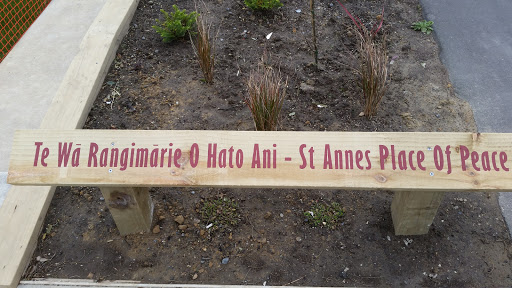 Te Wā Rangimārie O Hato Ani - St Annes Place Of Peace